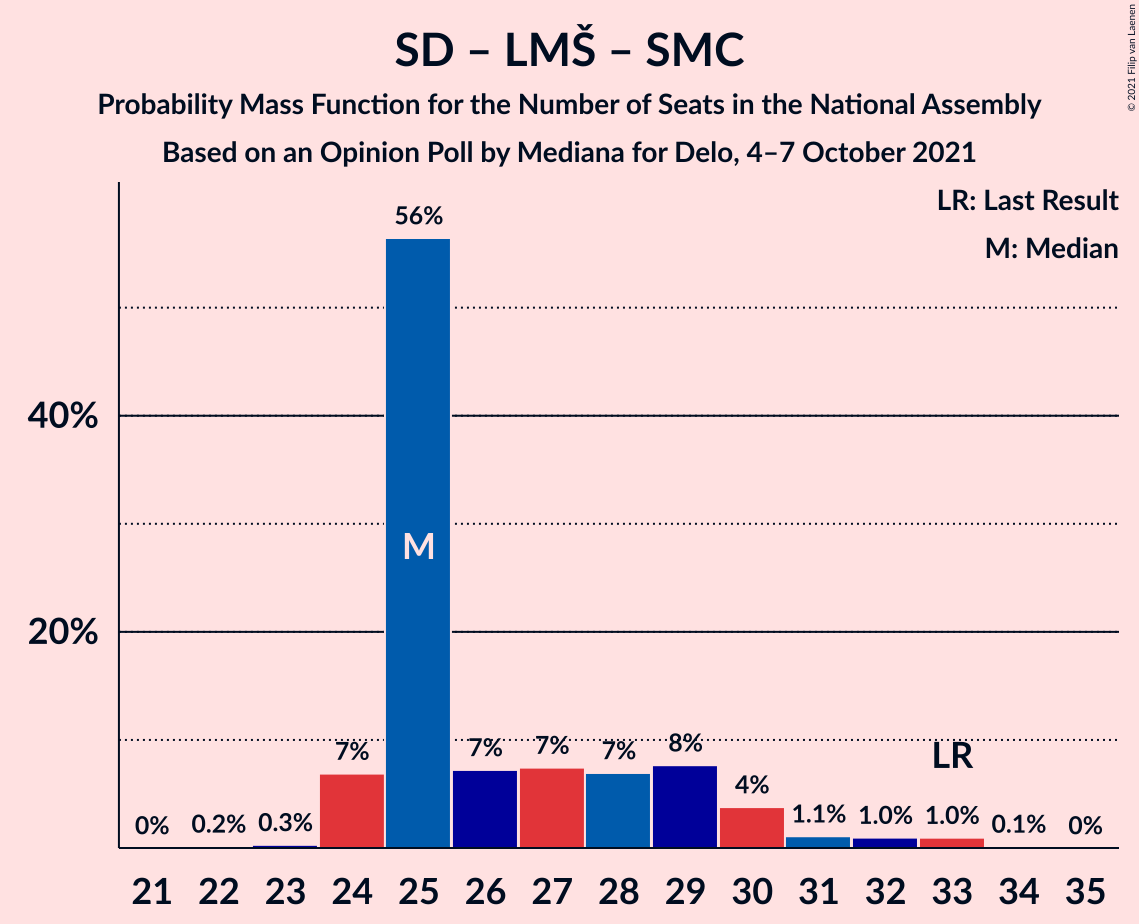 SD – LMŠ – SMC
Probability Mass Function for the Number of Seats in the National Assembly
Based on an Opinion Poll by Mediana for Delo, 4–7 October 2021
© 2021 Filip van Laenen
LR: Last Result
M: Median
40%
20%
0%
0.2%
0.3%
7%
56%
M
7%
7%
7%
8%
4%
1.1%
1.0%
1.0%
LR
0.1%
0%
21 22 23 24 25 26 27 28 29 30 31 32 33 34 35